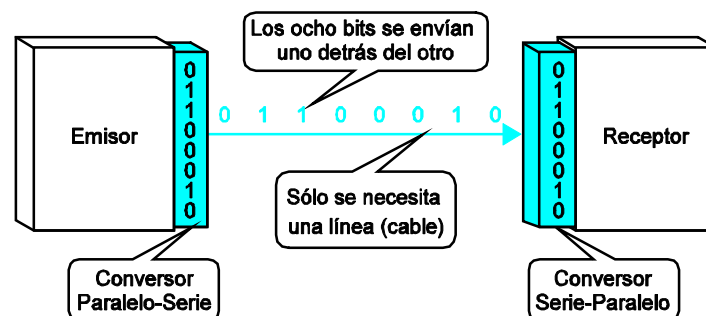 Los ocho bits se envían
uno detrás del otro
Emisor
0
1
1
0
0
0
1
0
0 1 1 0 0 0 1 0
0
1
1
0
0
0
1
0
Receptor
Sólo se necesita
una línea (cable)
Conversor
Paralelo-Serie
Conversor
Serie-Paralelo